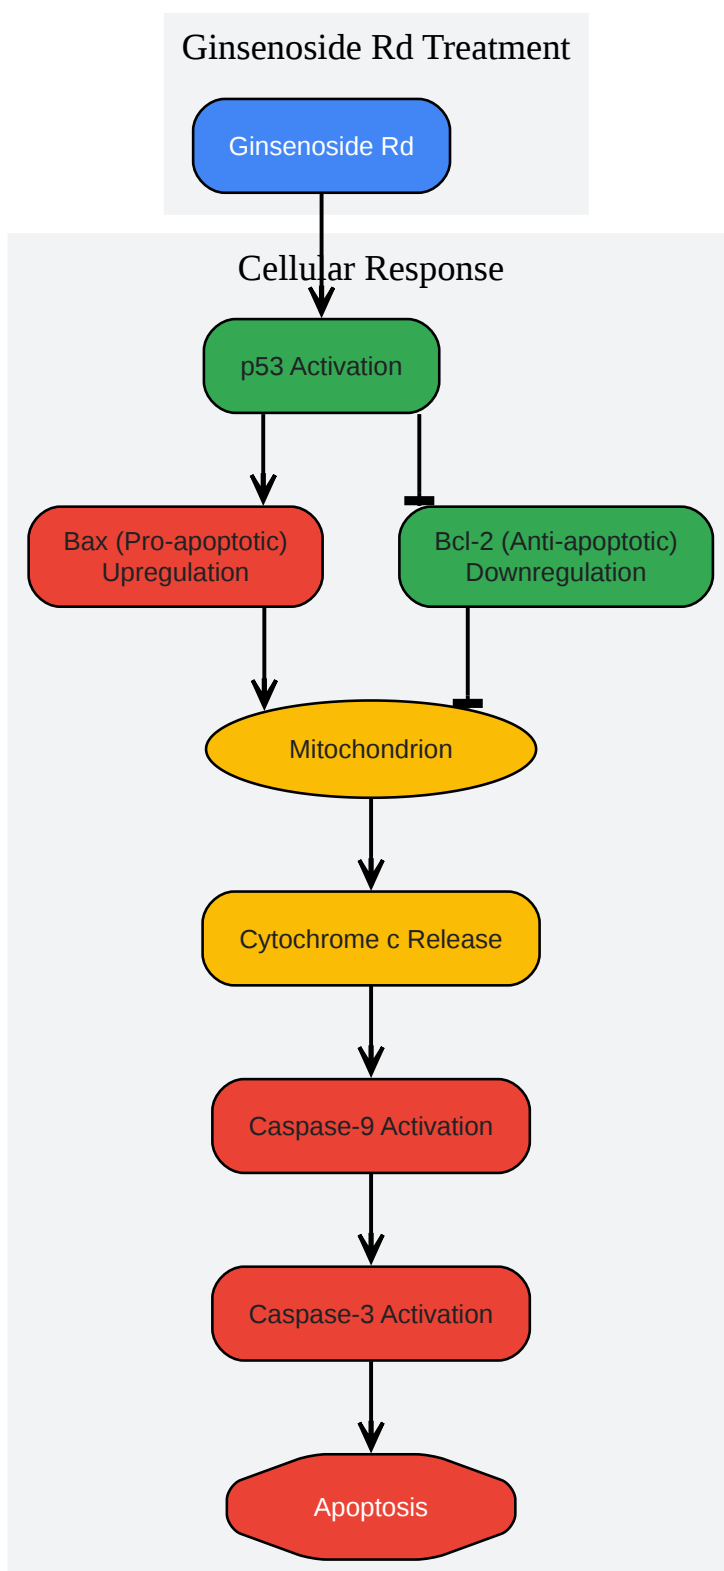 Ginsenoside Rd Treatment
Ginsenoside Rd
Cellular Response
p53 Activation
Bax (Pro-apoptotic)
Upregulation
Bcl-2 (Anti-apoptotic)
Downregulation
Mitochondrion
Cytochrome c Release
Caspase-9 Activation
Caspase-3 Activation
Apoptosis